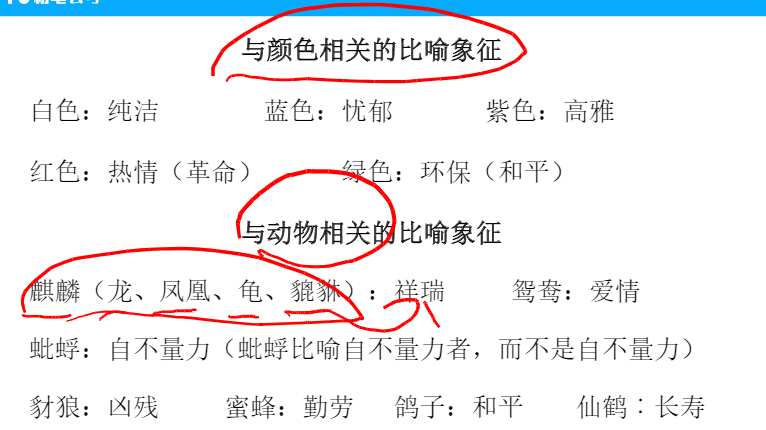 与颜色相关的比喻象征
白色：纯洁 蓝色：忧郁 紫色：高雅
红色：热情（革命） 绿色：环保（和平）
与动物相关的比喻象征
麒麟（龙、凤凰、龟、貔貅）：祥瑞 鸳鸯：爱情
蚍蜉：自不量力（蚍蜉比喻自不量力者，而不是自不量力）
豺狼：凶残 蜜蜂：勤劳 鸽子：和平 仙鹤：长寿